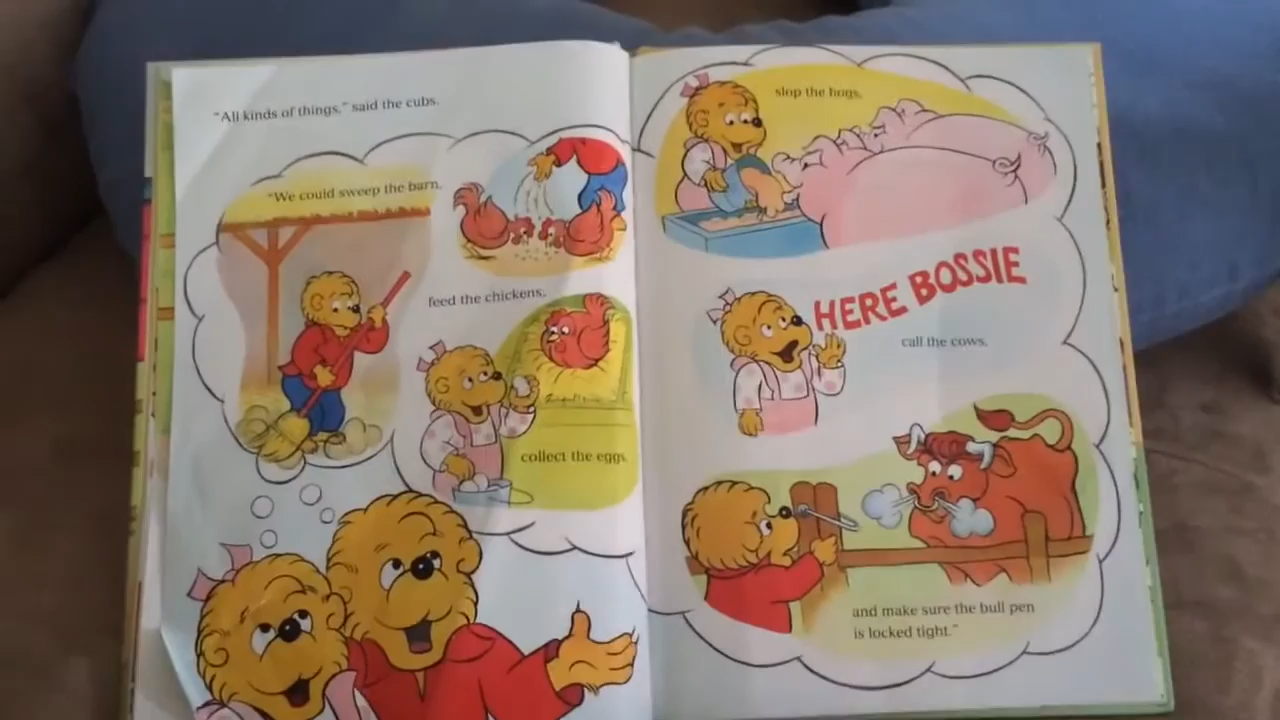 "All kinds of things," said the cubs.
"We could sweep the barn,
feed the chickens,
collect the eggs,
slop the hogs,
HERE BOSSIE
call the cows,
and make sure the bull pen
is locked tight."